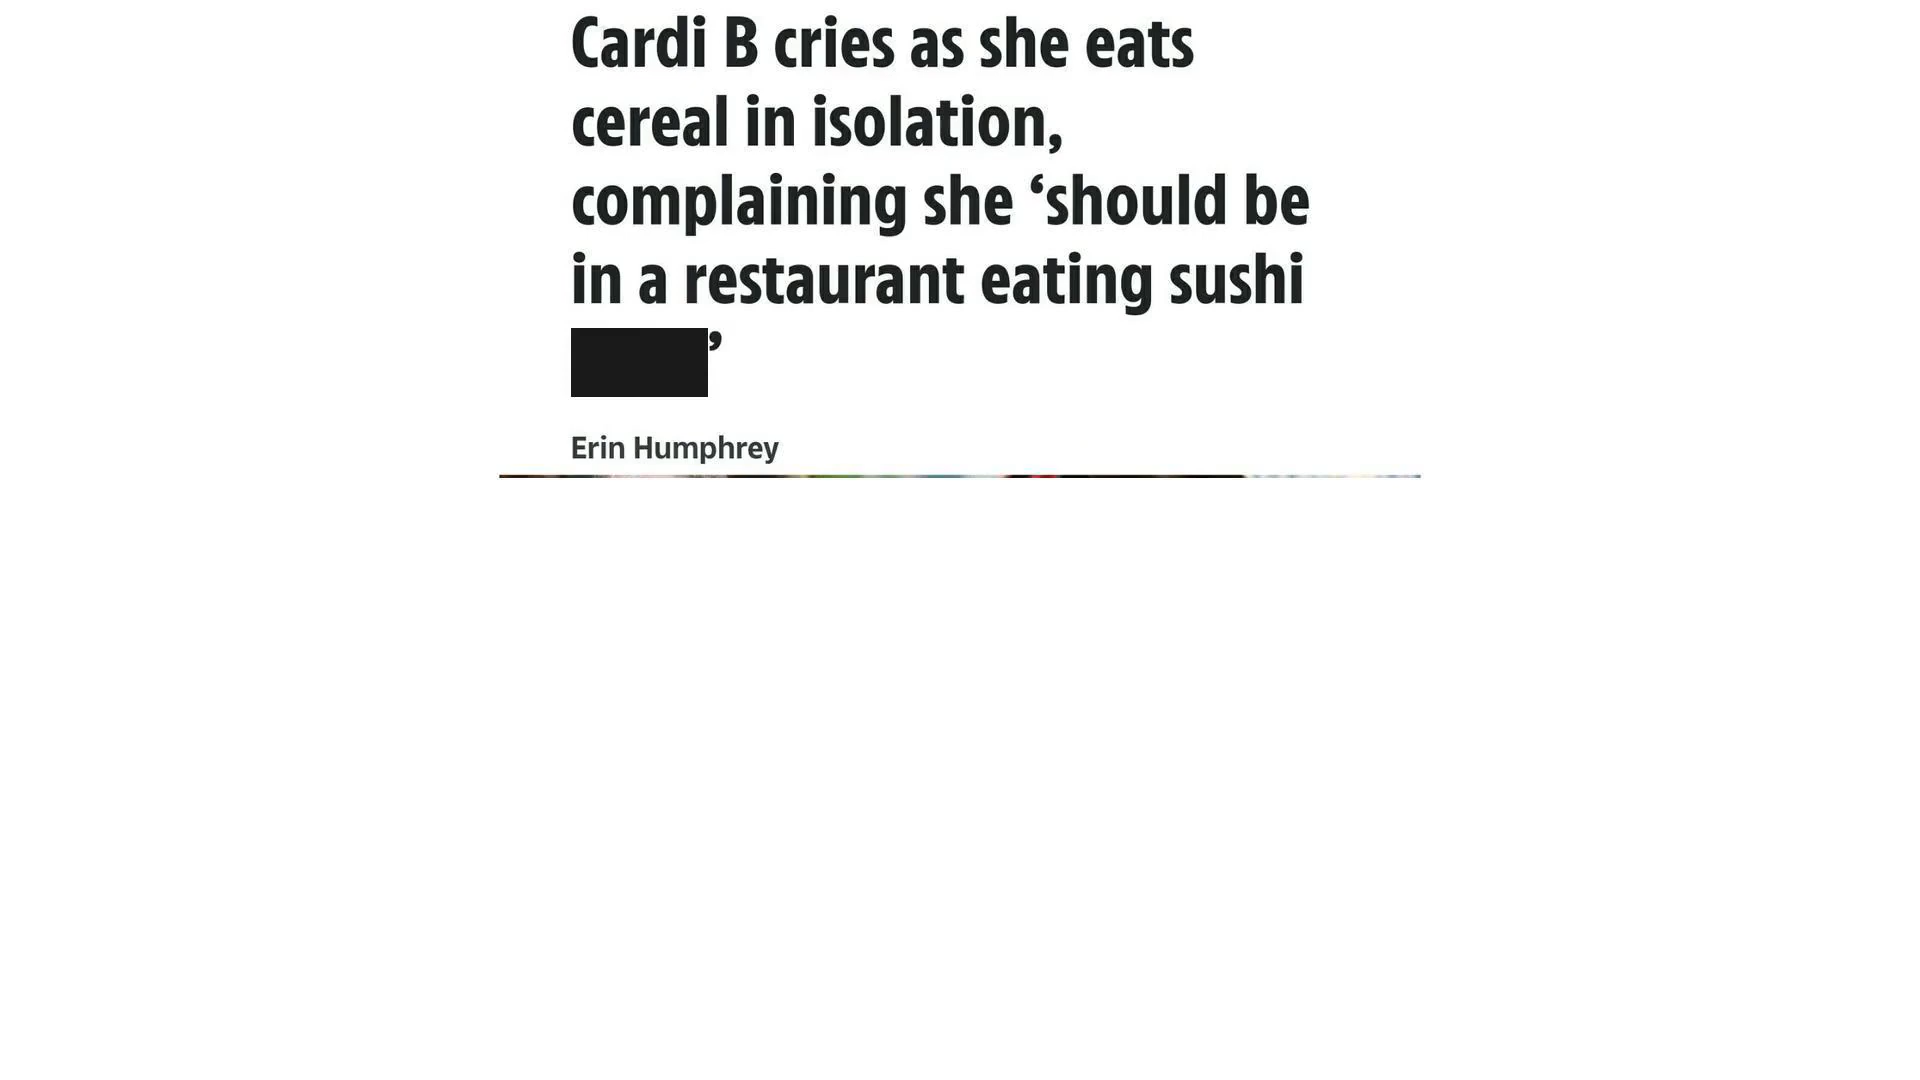 Cardi B cries as she eats
cereal in isolation,
complaining she ‘should be
in a restaurant eating sushi
’
Erin Humphrey